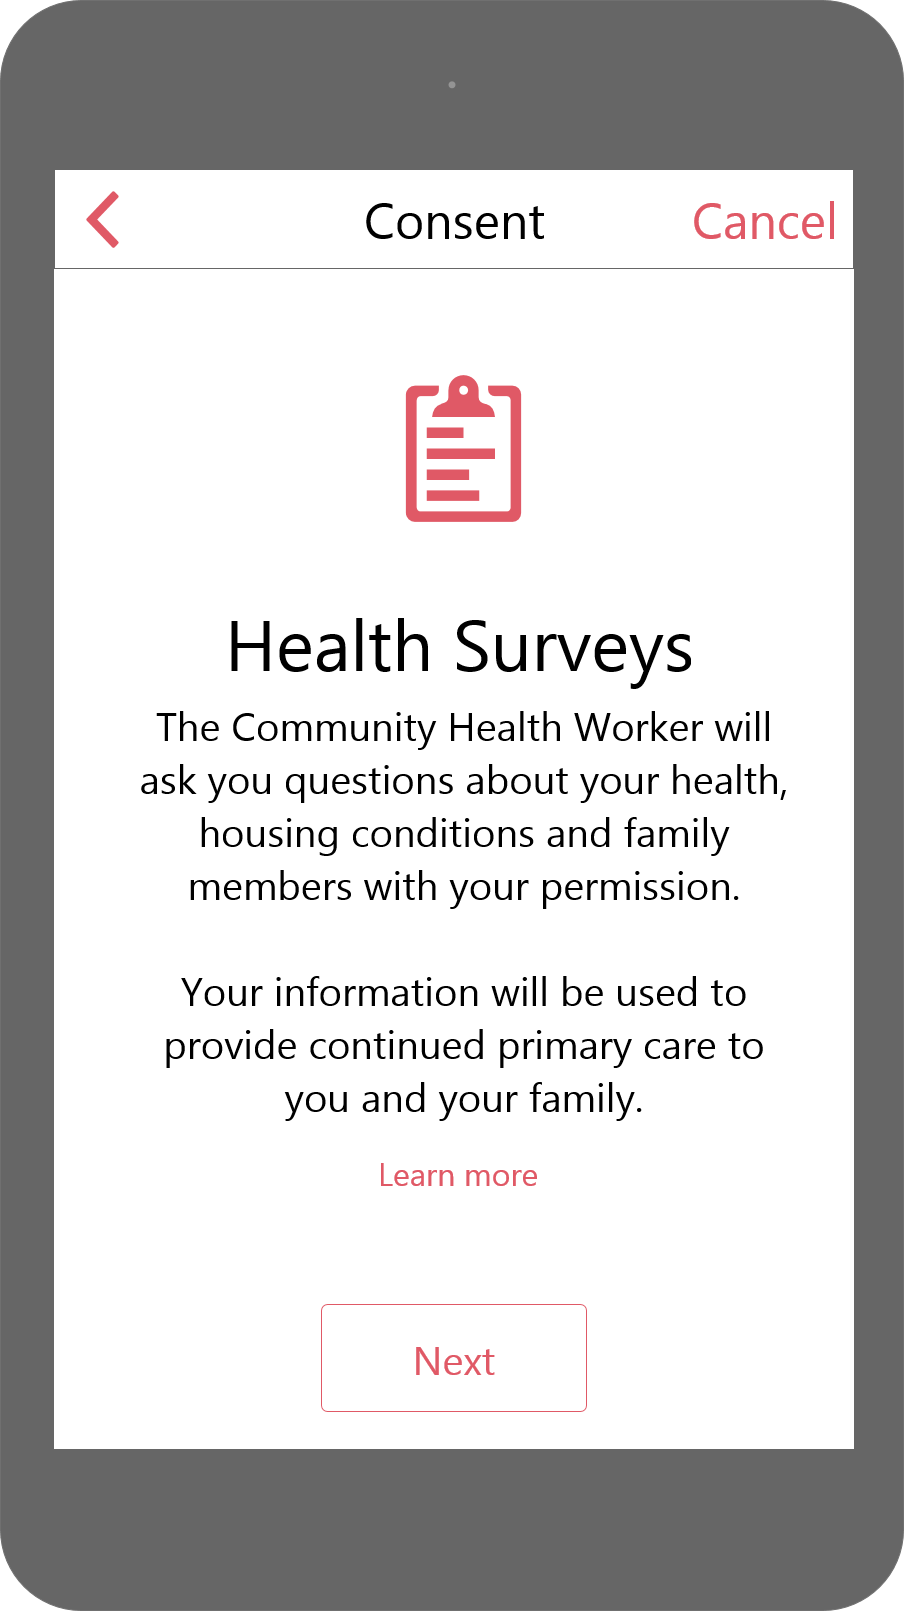 Consent
Cancel
Health Surveys
The Community Health Worker will
ask you questions about your health,
housing conditions and family
members with your permission.
Your information will be used to
provide continued primary care to
you and your family.
Learn more
Next